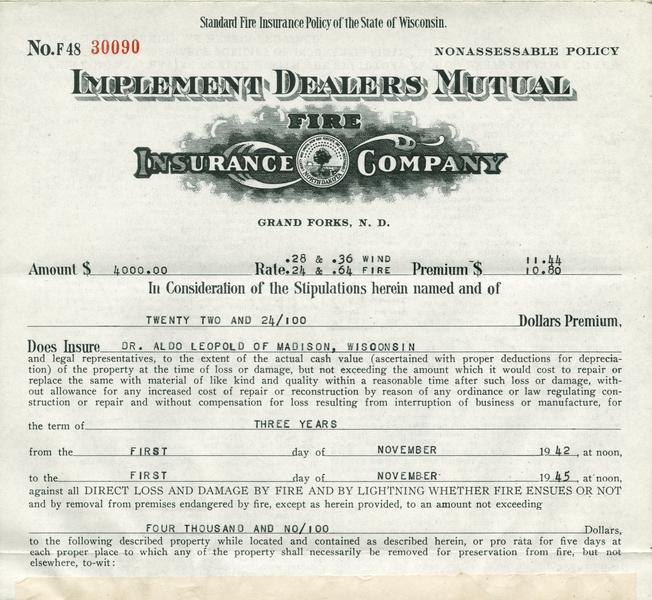 Standard Fire Insurance Policy of the State of Wisconsin.
No. F48 30090
NONASSESSABLE POLICY
IMPLEMENT DEALERS MUTUAL
FIRE
INSURANCE COMPANY
NORTH DAKOTA
GRAND FORKS, N. D.
.28 & .36 WIND 11.44
Amount $ 4000.00 Rate .24 & .64 FIRE Premium $ 10.80
In Consideration of the Stipulations herein named and of
TWENTY TWO AND 24/100 Dollars Premium,
Does Insure DR. ALDO LEOPOLD OF MADISON, WISCONSIN
and legal representatives, to the extent of the actual cash value (ascertained with proper deductions for deprecia-
tion) of the property at the time of loss or damage, but not exceeding the amount which it would cost to repair or
replace the same with material of like kind and quality within a reasonable time after such loss or damage, with-
out allowance for any increased cost of repair or reconstruction by reason of any ordinance or law regulating con-
struction or repair and without compensation for loss resulting from interruption of business or manufacture, for
the term of THREE YEARS
from the FIRST day of NOVEMBER 1942, at noon,
to the FIRST day of NOVEMBER 1945, at noon,
against all DIRECT LOSS AND DAMAGE BY FIRE AND BY LIGHTNING WHETHER FIRE ENSUES OR NOT
and by removal from premises endangered by fire, except as herein provided, to an amount not exceeding
FOUR THOUSAND AND NO/100 Dollars,
to the following described property while located and contained as described herein, or pro rata for five days at
each proper place to which any of the property shall necessarily be removed for preservation from fire, but not
elsewhere, to-wit: